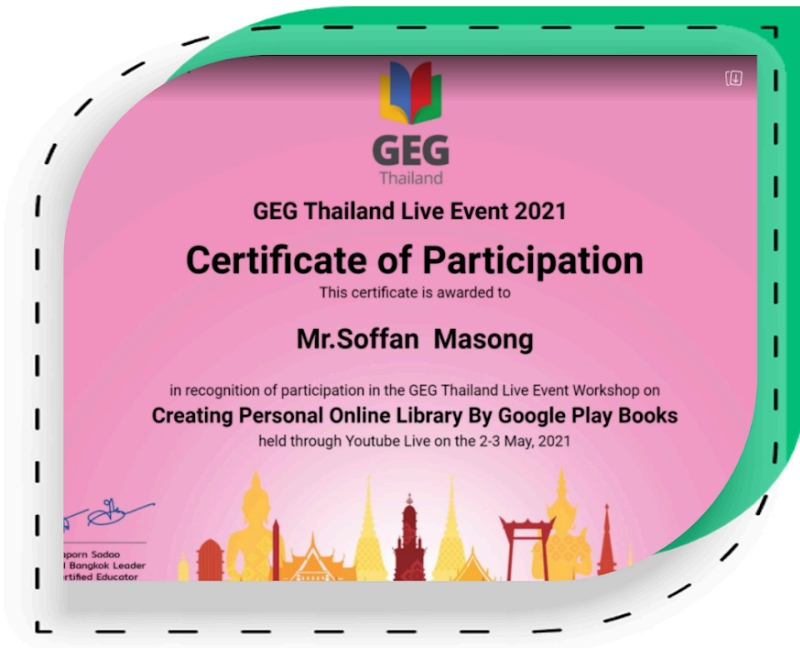 GEG
Thailand
GEG Thailand Live Event 2021
Certificate of Participation
This certificate is awarded to
Mr.Soffan Masong
in recognition of participation in the GEG Thailand Live Event Workshop on
Creating Personal Online Library By Google Play Books
held through Youtube Live on the 2-3 May, 2021
Sadao
Bangkok Leader
Educator